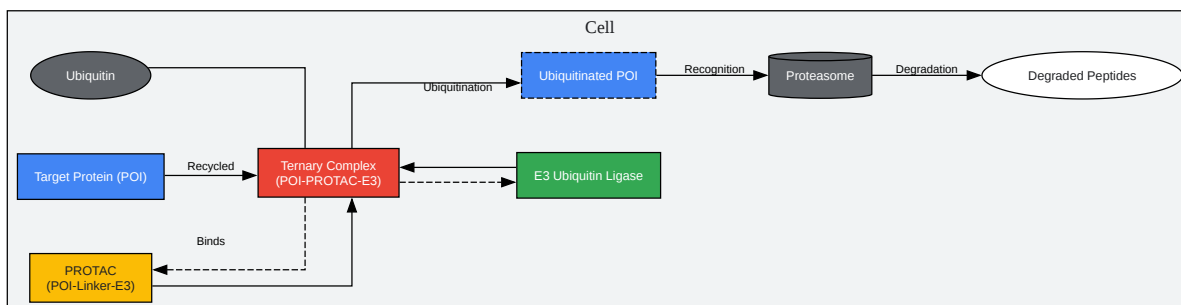 Cell
Ubiquitin
Ubiquitination
Ubiquitinated POI
Recognition
Proteasome
Degradation
Degraded Peptides
Target Protein (POI)
Recycled
Ternary Complex
(POI-PROTAC-E3)
E3 Ubiquitin Ligase
Binds
PROTAC
(POI-Linker-E3)